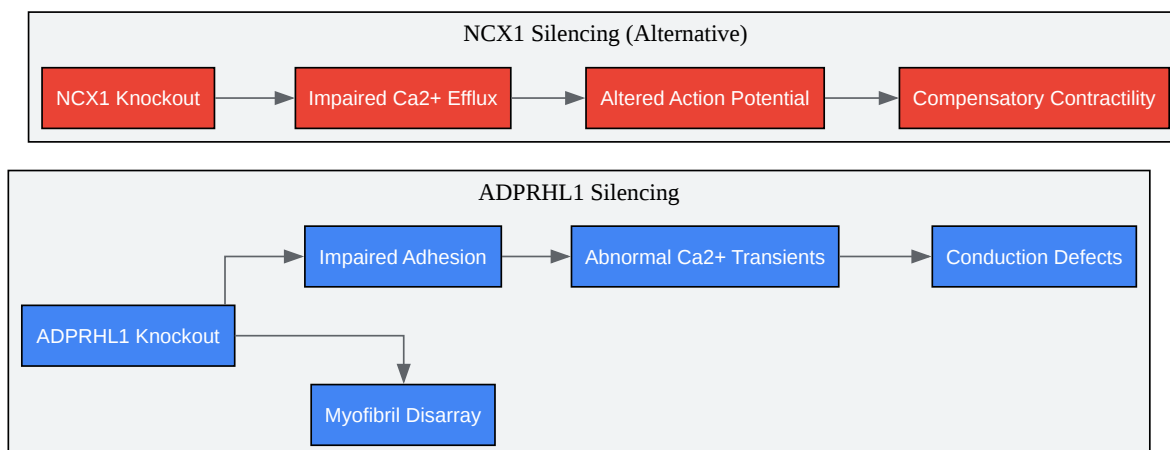 NCX1 Silencing (Alternative)
NCX1 Knockout
Impaired Ca2+ Efflux
Altered Action Potential
Compensatory Contractility
ADPRHL1 Silencing
Impaired Adhesion
Abnormal Ca2+ Transients
Conduction Defects
ADPRHL1 Knockout
Myofibril Disarray